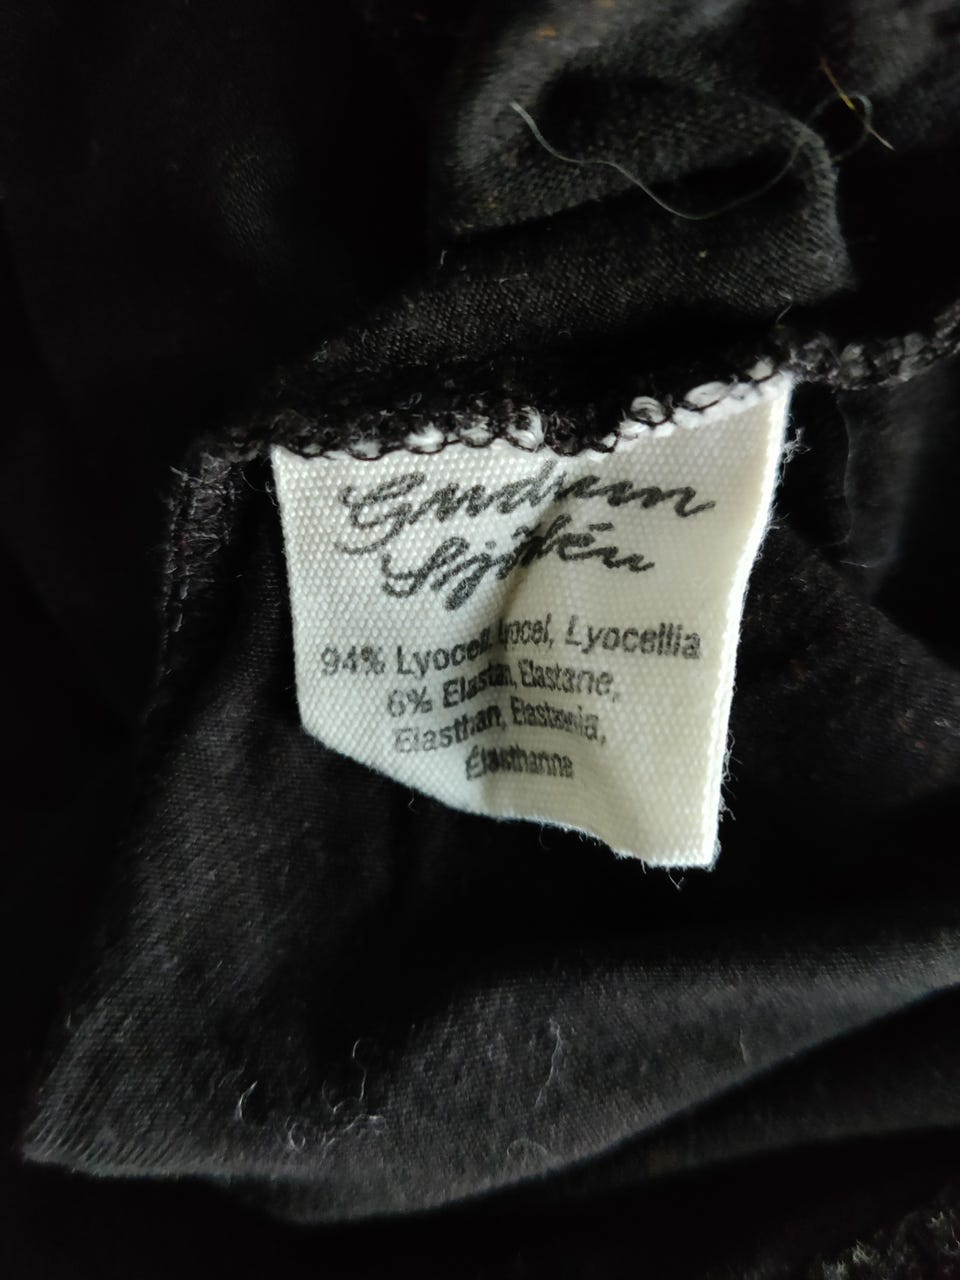 Gudrun
Sjödén
94% Lyocell, Lyocel, Lyocellia
6% Elastan, Elastane,
Elasthan, Elastania,
Élasthanne